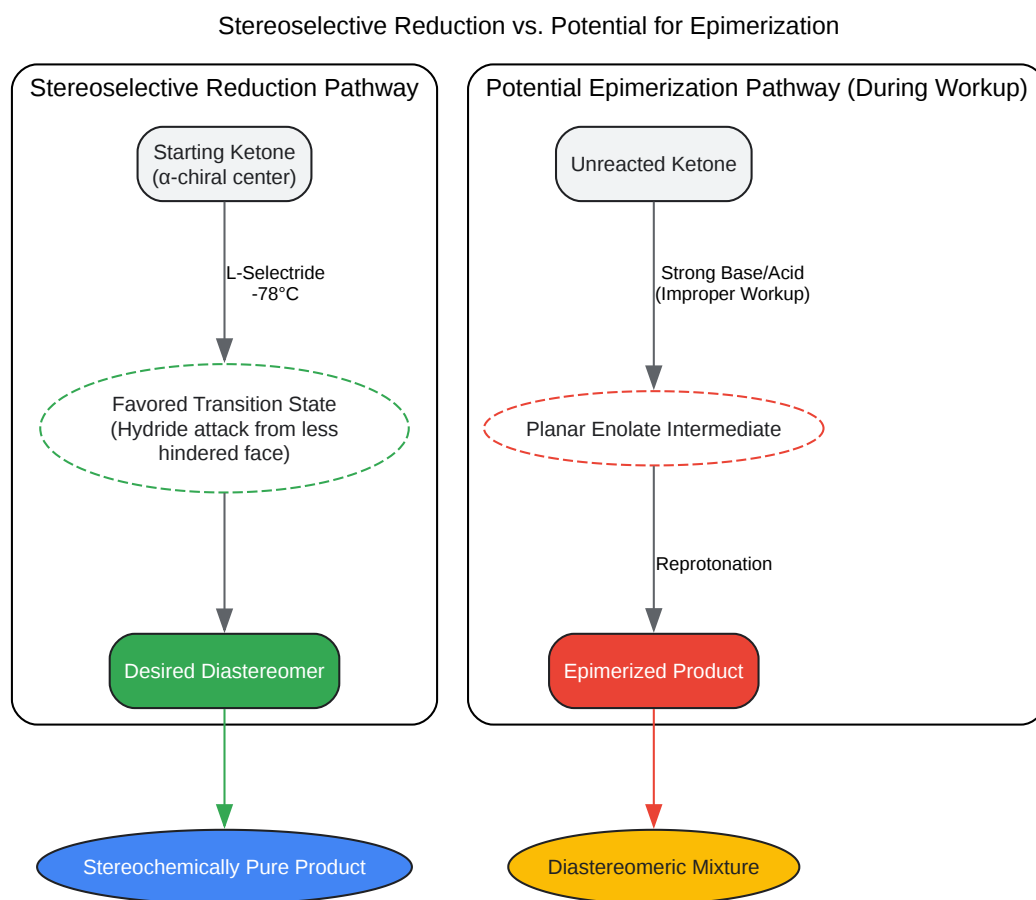 Stereoselective Reduction vs. Potential for Epimerization
Stereoselective Reduction Pathway
Starting Ketone
(α-chiral center)
L-Selectride
-78°C
Favored Transition State
(Hydride attack from less
hindered face)
Desired Diastereomer
Stereochemically Pure Product
Potential Epimerization Pathway (During Workup)
Unreacted Ketone
Strong Base/Acid
(Improper Workup)
Planar Enolate Intermediate
Reprotonation
Epimerized Product
Diastereomeric Mixture